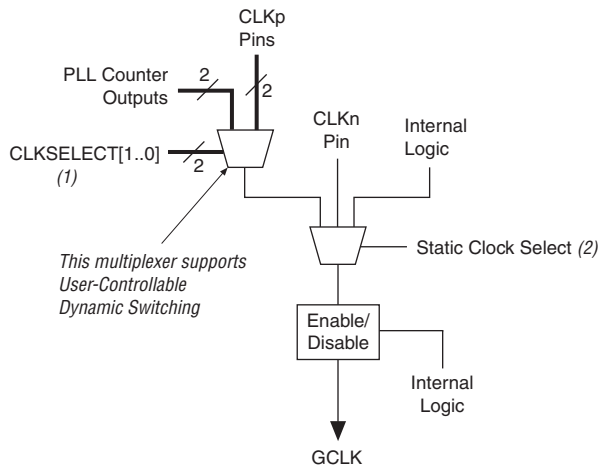 CLKp
Pins
PLL Counter
Outputs
2
2
CLKn
Pin
Internal
Logic
CLKSELECT[1..0]
(1)
2
This multiplexer supports
User-Controllable
Dynamic Switching
Static Clock Select (2)
Enable/
Disable
Internal
Logic
GCLK